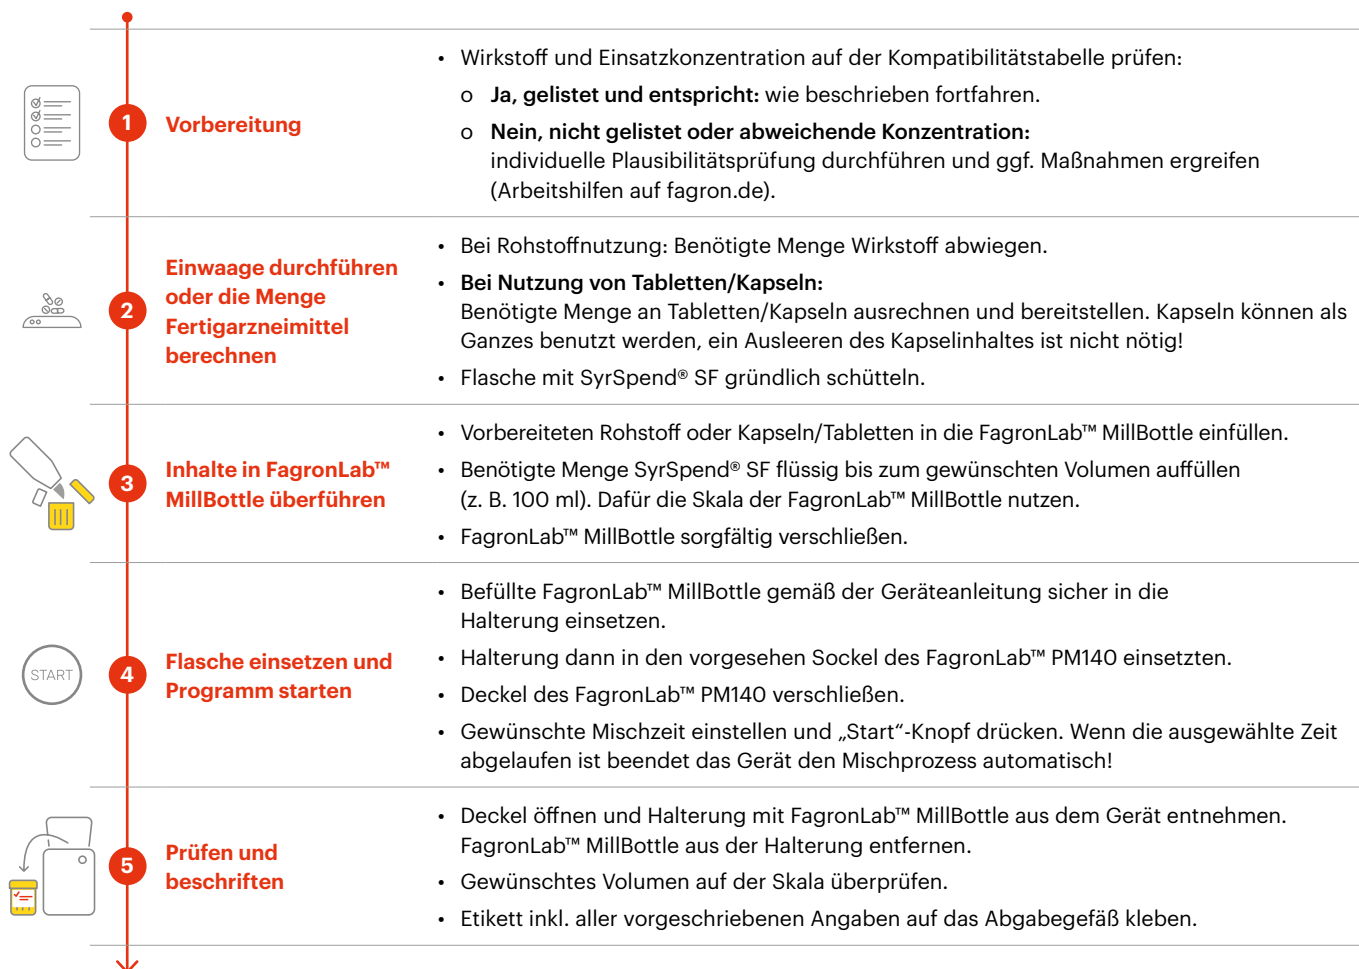 • Wirkstoff und Einsatzkonzentration auf der Kompatibilitätstabelle prüfen:
o Ja, gelistet und entspricht: wie beschrieben fortfahren.
1 Vorbereitung
o Nein, nicht gelistet oder abweichende Konzentration:
individuelle Plausibilitätsprüfung durchführen und ggf. Maßnahmen ergreifen
(Arbeitshilfen auf fagron.de).
2 Einwaage durchführen
oder die Menge
Fertigarzneimittel
berechnen
• Bei Rohstoffnutzung: Benötigte Menge Wirkstoff abwiegen.
• Bei Nutzung von Tabletten/Kapseln:
Benötigte Menge an Tabletten/Kapseln ausrechnen und bereitstellen. Kapseln können als
Ganzes benutzt werden, ein Ausleeren des Kapselinhaltes ist nicht nötig!
• Flasche mit SyrSpend® SF gründlich schütteln.
3 Inhalte in FagronLab™
MillBottle überführen
• Vorbereiteten Rohstoff oder Kapseln/Tabletten in die FagronLab™ MillBottle einfüllen.
• Benötigte Menge SyrSpend® SF flüssig bis zum gewünschten Volumen auffüllen
(z. B. 100 ml). Dafür die Skala der FagronLab™ MillBottle nutzen.
• FagronLab™ MillBottle sorgfältig verschließen.
START
4 Flasche einsetzen und
Programm starten
• Befüllte FagronLab™ MillBottle gemäß der Geräteanleitung sicher in die
Halterung einsetzen.
• Halterung dann in den vorgesehen Sockel des FagronLab™ PM140 einsetzten.
• Deckel des FagronLab™ PM140 verschließen.
• Gewünschte Mischzeit einstellen und „Start“-Knopf drücken. Wenn die ausgewählte Zeit
abgelaufen ist beendet das Gerät den Mischprozess automatisch!
5 Prüfen und
beschriften
• Deckel öffnen und Halterung mit FagronLab™ MillBottle aus dem Gerät entnehmen.
FagronLab™ MillBottle aus der Halterung entfernen.
• Gewünschtes Volumen auf der Skala überprüfen.
• Etikett inkl. aller vorgeschriebenen Angaben auf das Abgabegefäß kleben.